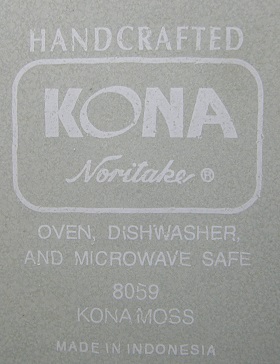 HANDCRAFTED
KONA
Noritake ®
OVEN, DISHWASHER,
AND MICROWAVE SAFE
8059
KONA MOSS
MADE IN INDONESIA